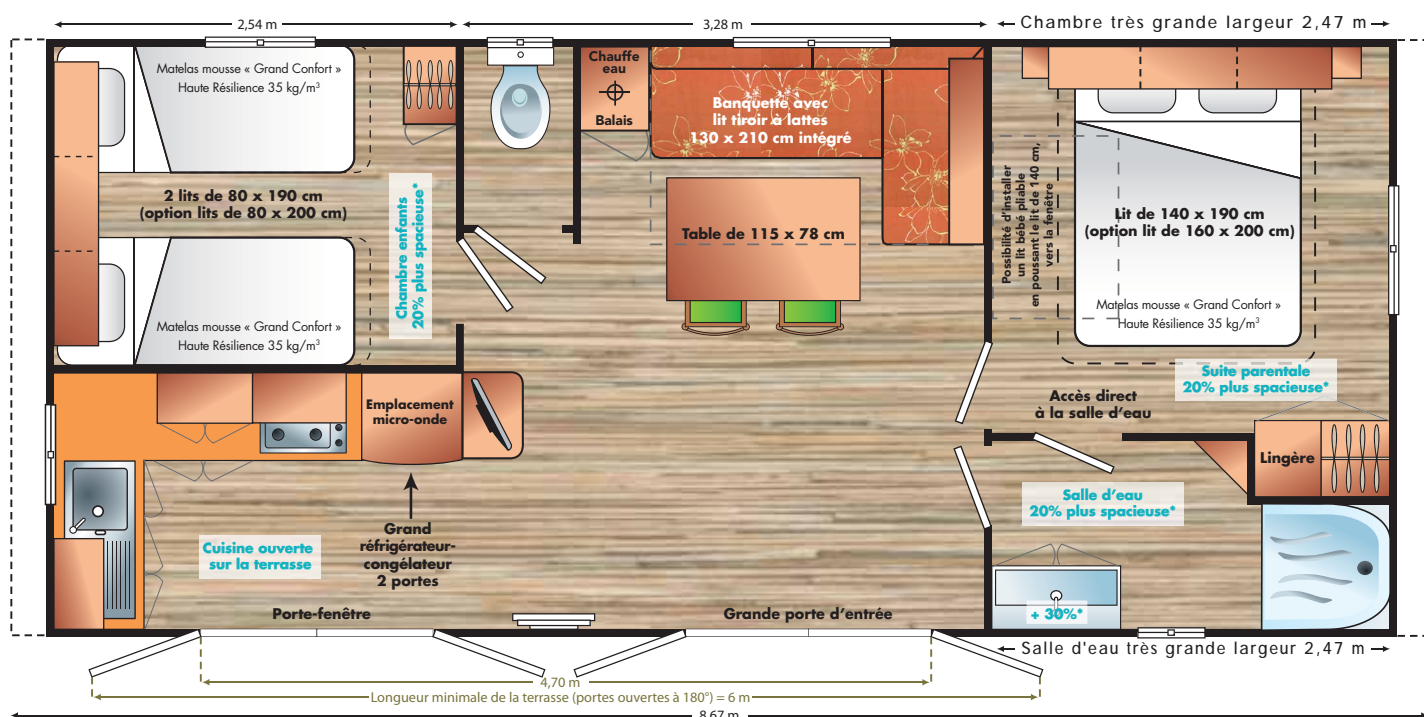 2,54 m
3,28 m
Chambre très grande largeur 2,47 m
Matelas mousse « Grand Confort »
Haute Résilience 35 kg/m³
2 lits de 80 x 190 cm
(option lits de 80 x 200 cm)
Matelas mousse « Grand Confort »
Haute Résilience 35 kg/m³
Chambre enfants
20% plus spacieuse*
Chauffe
eau
Balais
Banquette avec
lit tiroir à lattes
130 x 210 cm intégré
Table de 115 x 78 cm
Possibilité d'installer
un lit bébé pliable
en poussant le lit de 140 cm,
vers la fenêtre
Lit de 140 x 190 cm
(option lit de 160 x 200 cm)
Matelas mousse « Grand Confort »
Haute Résilience 35 kg/m³
Suite parentale
20% plus spacieuse*
Accès direct
à la salle d'eau
Lingère
Emplacement
micro-onde
Grand
réfrigérateur-
congélateur
2 portes
Cuisine ouverte
sur la terrasse
Salle d'eau
20% plus spacieuse*
+ 30%*
Porte-fenêtre
Grande porte d'entrée
Salle d'eau très grande largeur 2,47 m
4,70 m
Longueur minimale de la terrasse (portes ouvertes à 180°) = 6 m
8,67 m